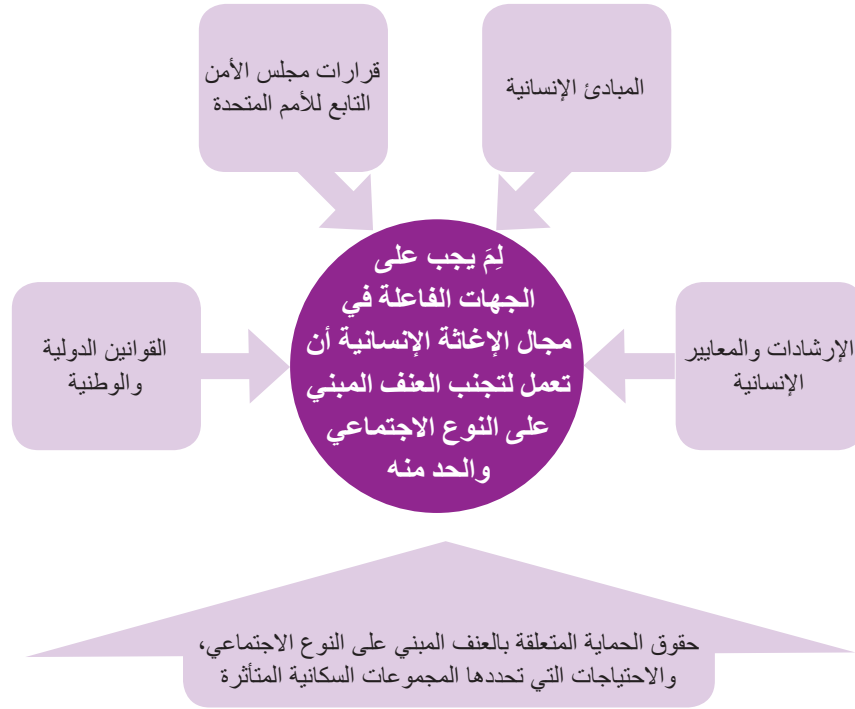 المبادئ الإنسانية
قرارات مجلس الأمن
التابع للأمم المتحدة
لِمَ يجب على
الجهات الفاعلة في
مجال الإغاثة الإنسانية أن
تعمل لتجنب العنف المبني
على النوع الاجتماعي
والحد منه
الإرشادات والمعايير
الإنسانية
القوانين الدولية
والوطنية
حقوق الحماية المتعلقة بالعنف المبني على النوع الاجتماعي،
والاحتياجات التي تحددها المجموعات السكانية المتأثرة